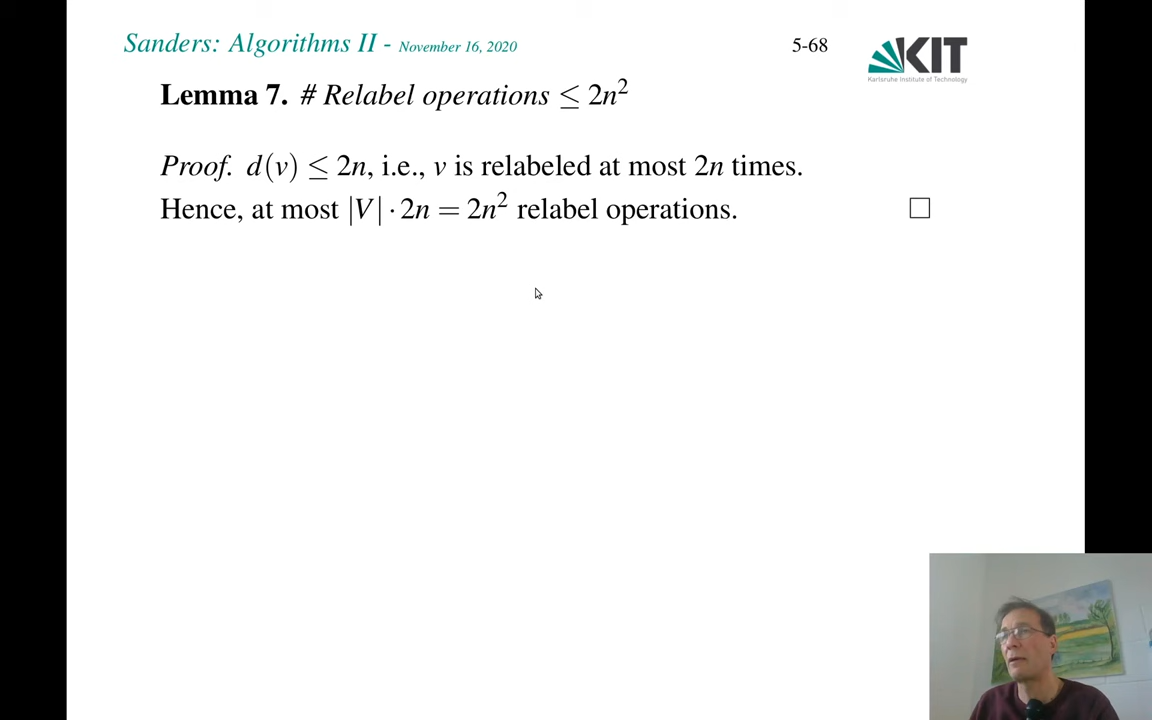 Sanders: Algorithms II - November 16, 2020 5-68
KIT
Karlsruhe Institute of Technology
Lemma 7. # Relabel operations ≤ 2n²
Proof. d(v) ≤ 2n, i.e., v is relabeled at most 2n times.
Hence, at most |V| · 2n = 2n² relabel operations. □